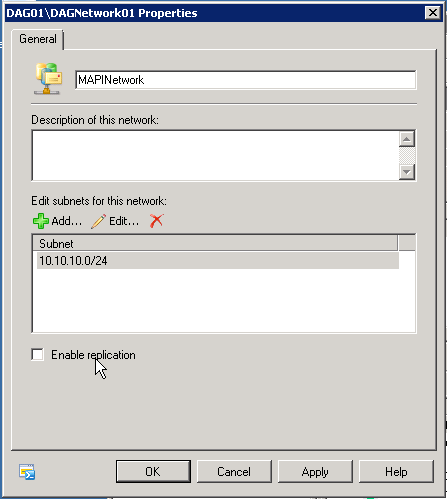 DAG01\DAGNetwork01 Properties
General
MAPINetwork
Description of this network:
Edit subnets for this network:
Add... Edit...
Subnet
10.10.10.0/24
Enable replication
OK Cancel Apply Help